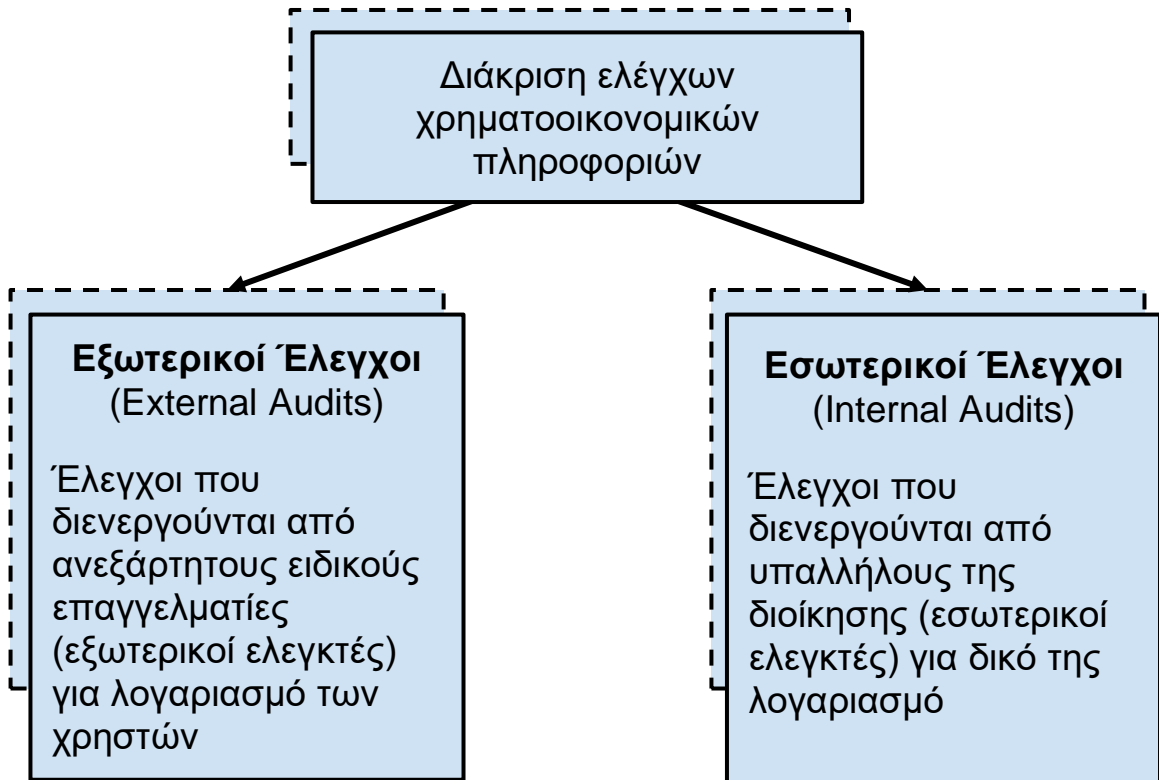 Διάκριση ελέγχων
χρηματοοικονομικών
πληροφοριών
Εξωτερικοί Έλεγχοι
(External Audits)
Έλεγχοι που
διενεργούνται από
ανεξάρτητους ειδικούς
επαγγελματίες
(εξωτερικοί ελεγκτές)
για λογαριασμό των
χρηστών
Εσωτερικοί Έλεγχοι
(Internal Audits)
Έλεγχοι που
διενεργούνται από
υπαλλήλους της
διοίκησης (εσωτερικοί
ελεγκτές) για δικό της
λογαριασμό